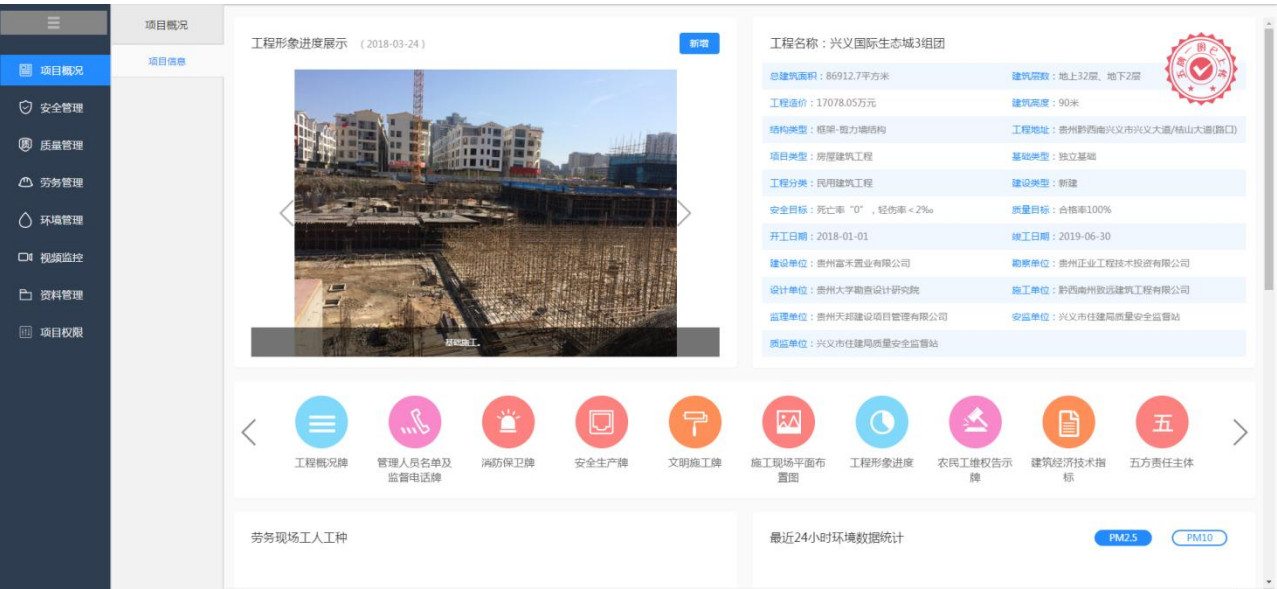 项目概况
安全管理
质量管理
劳务管理
环境管理
视频监控
资料管理
项目权限
项目概况
项目信息
工程形象进度展示 (2018-03-24)
新增
基础施工。
工程名称：兴义国际生态城3组团
五牌一图已上传
总建筑面积：86912.7平方米 建筑层数：地上32层、地下2层
工程造价：17078.05万元 建筑高度：90米
结构类型：框架-剪力墙结构 工程地址：贵州黔西南兴义市兴义大道/桔山大道(路口)
项目类型：房屋建筑工程 基础类型：独立基础
工程分类：民用建筑工程 建设类型：新建
安全目标：死亡率“0”，轻伤率＜2‰ 质量目标：合格率100%
开工日期：2018-01-01 竣工日期：2019-06-30
建设单位：贵州富禾置业有限公司 勘察单位：贵州正业工程技术投资有限公司
设计单位：贵州大学勘查设计研究院 施工单位：黔西南州致远建筑工程有限公司
监理单位：贵州天邦建设项目管理有限公司 安监单位：兴义市住建局质量安全监督站
质监单位：兴义市住建局质量安全监督站
工程概况牌
管理人员名单及
监督电话牌
消防保卫牌
安全生产牌
文明施工牌
施工现场平面布
置图
工程形象进度
农民工维权告示
牌
建筑经济技术指
标
五
五方责任主体
劳务现场工人工种
最近24小时环境数据统计
PM2.5
PM10